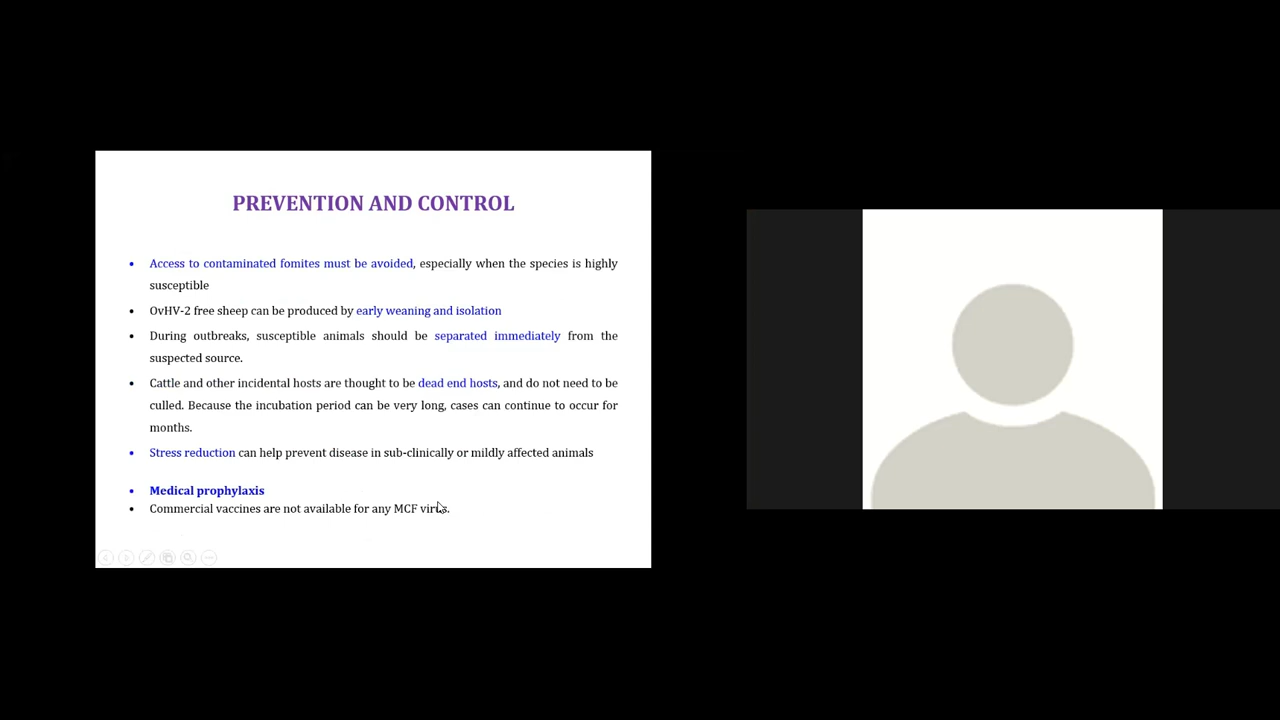 PREVENTION AND CONTROL
• Access to contaminated fomites must be avoided, especially when the species is highly
susceptible
• OvHV-2 free sheep can be produced by early weaning and isolation
• During outbreaks, susceptible animals should be separated immediately from the
suspected source.
• Cattle and other incidental hosts are thought to be dead end hosts, and do not need to be
culled. Because the incubation period can be very long, cases can continue to occur for
months.
• Stress reduction can help prevent disease in sub-clinically or mildly affected animals
• Medical prophylaxis
• Commercial vaccines are not available for any MCF virus.